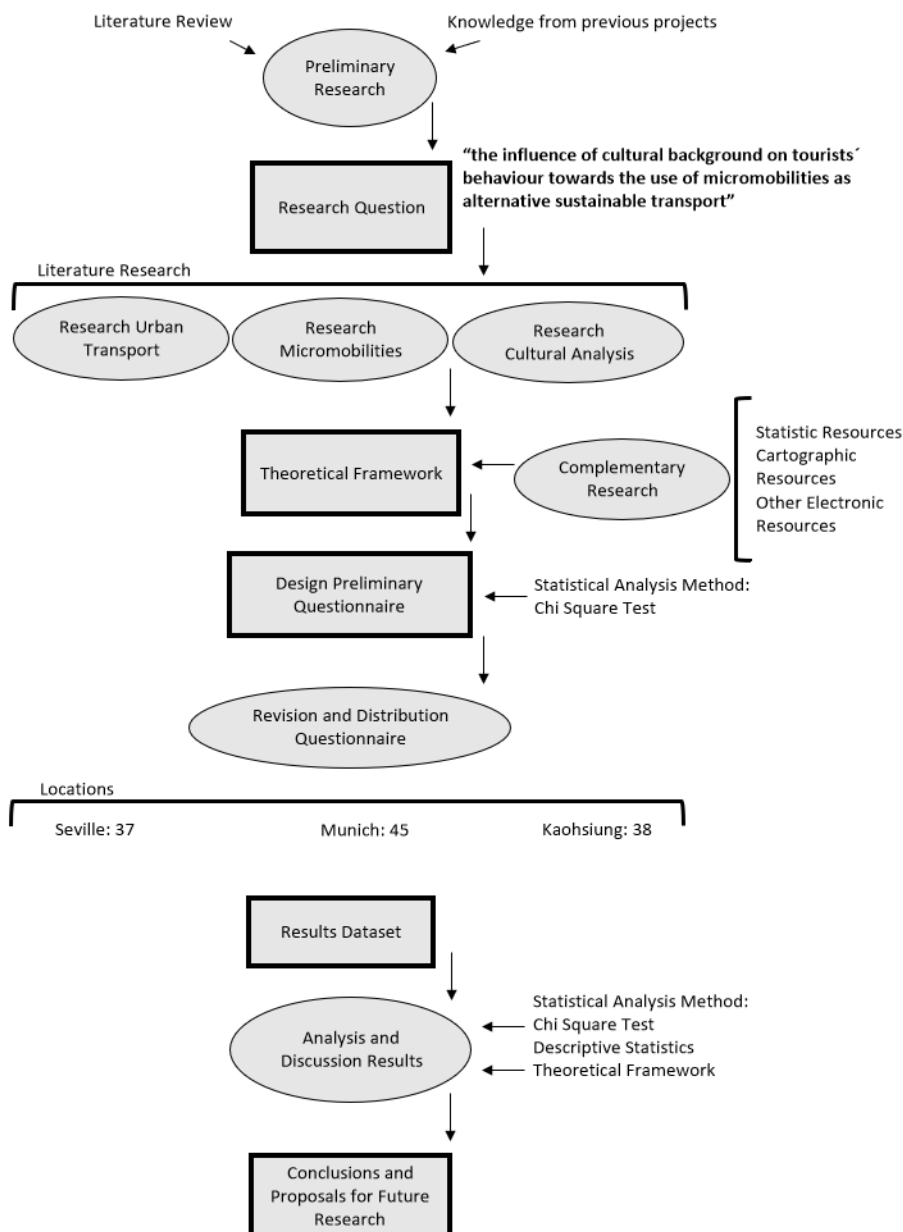 Literature Review
Knowledge from previous projects
Preliminary
Research
Research Question
“the influence of cultural background on tourists´
behaviour towards the use of micromobilities as
alternative sustainable transport”
Literature Research
Research Urban
Transport
Research
Micromobilities
Research
Cultural Analysis
Theoretical Framework
Complementary
Research
Statistic Resources
Cartographic
Resources
Other Electronic
Resources
Design Preliminary
Questionnaire
Statistical Analysis Method:
Chi Square Test
Revision and Distribution
Questionnaire
Locations
Seville: 37
Munich: 45
Kaohsiung: 38
Results Dataset
Analysis and
Discussion Results
Statistical Analysis Method:
Chi Square Test
Descriptive Statistics
Theoretical Framework
Conclusions and
Proposals for Future
Research